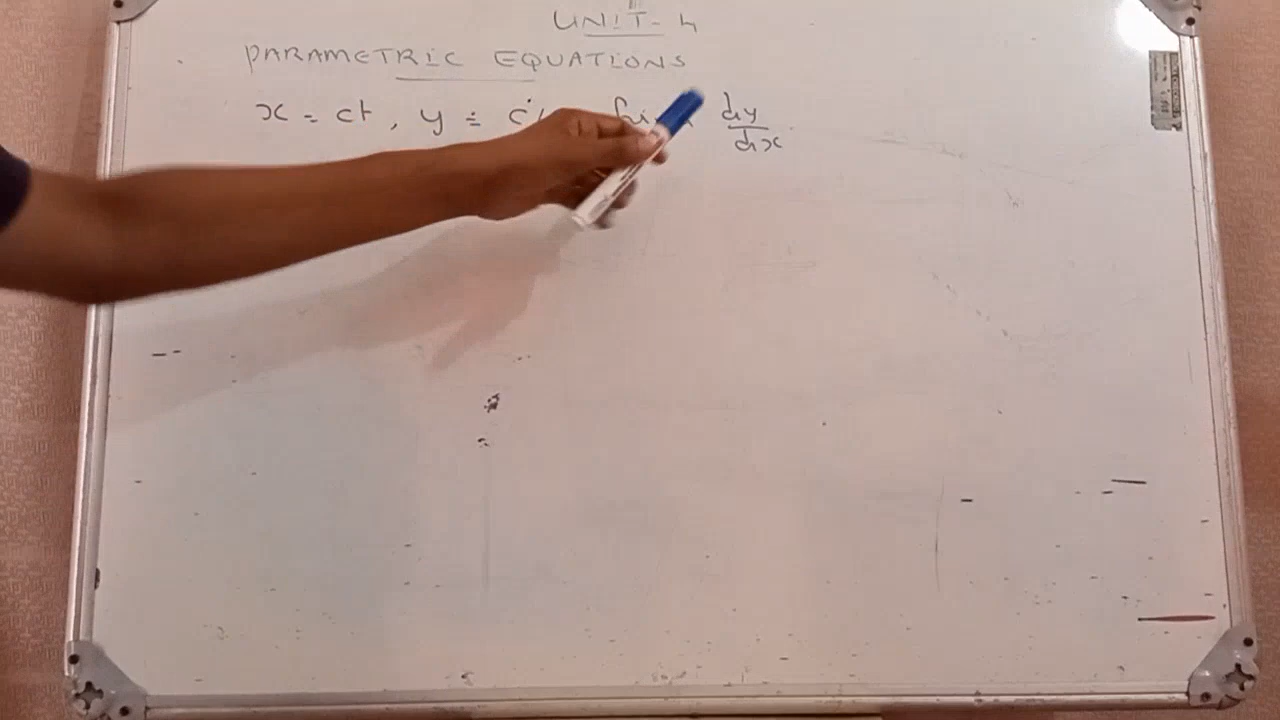 UNIT-4
PARAMETRIC EQUATIONS
x = ct, y = c/ dy/dx